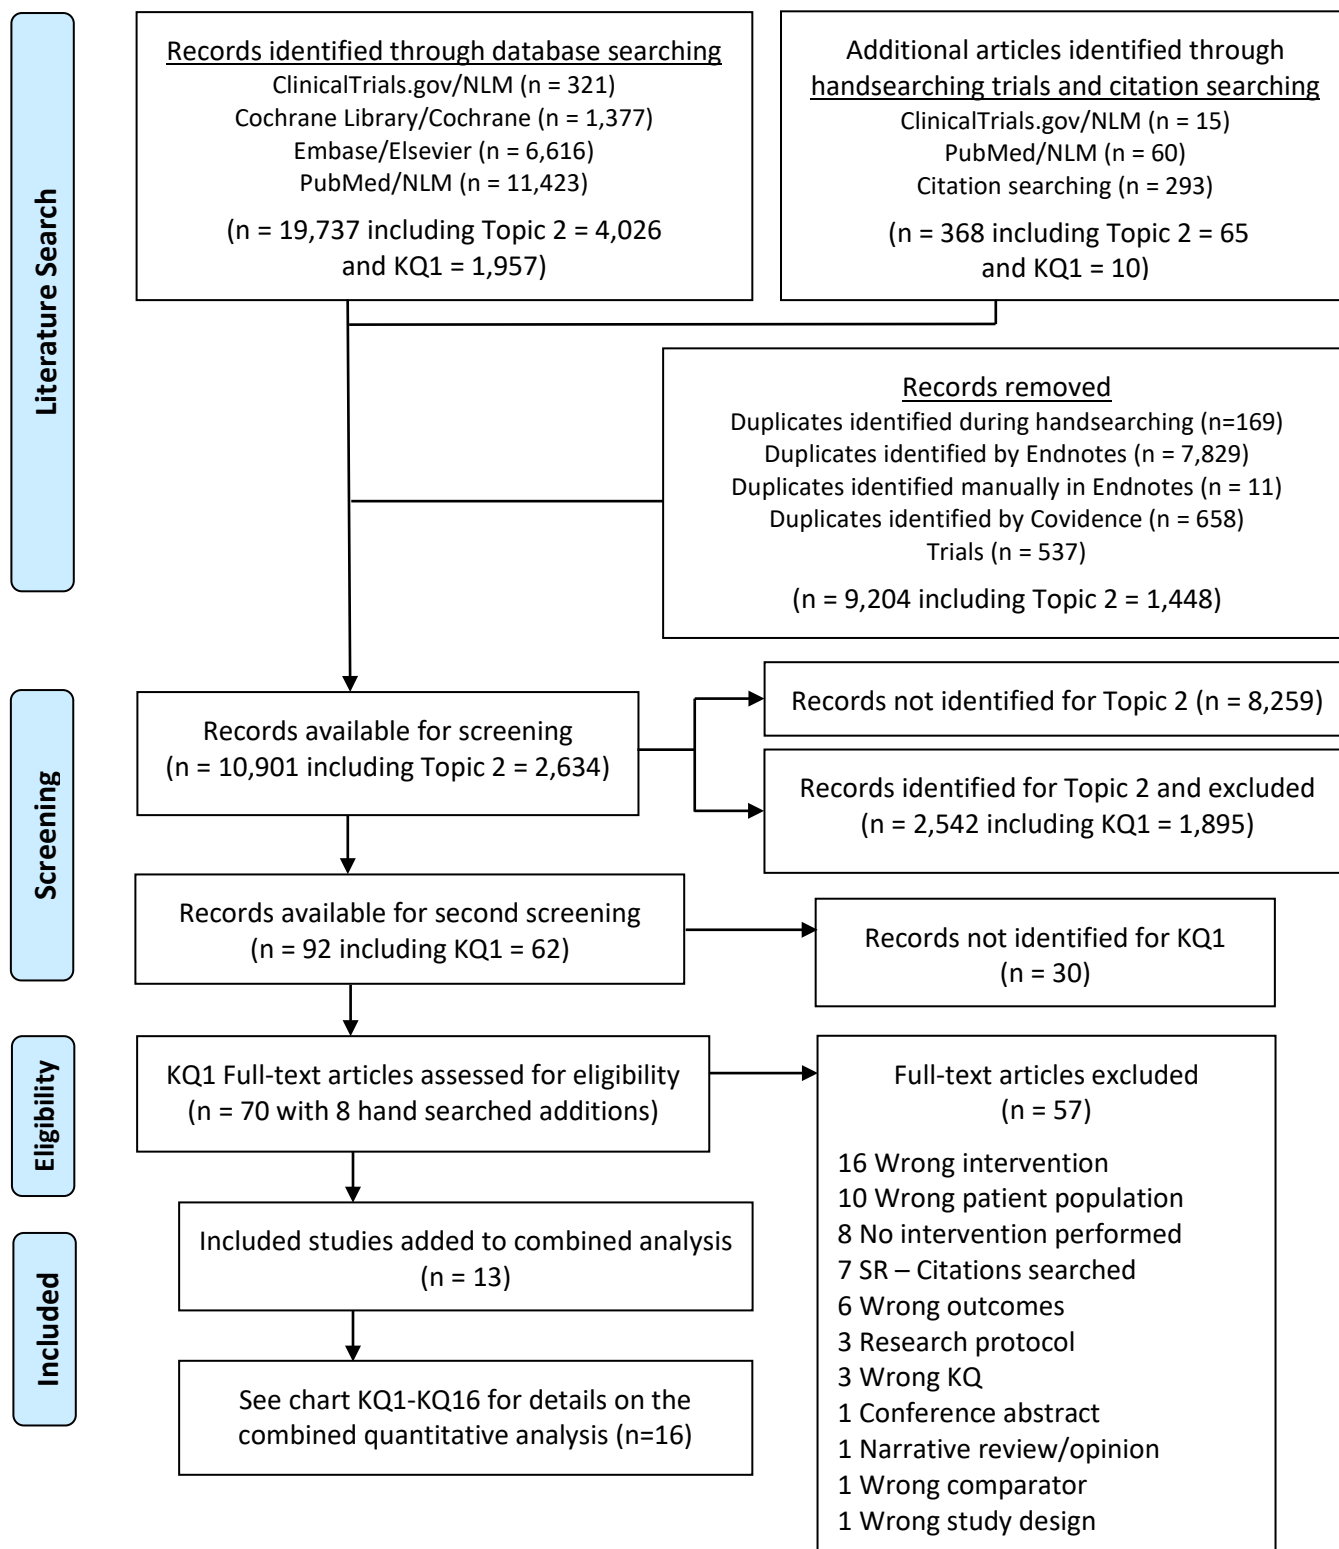 Literature Search
Records identified through database searching
ClinicalTrials.gov/NLM (n = 321)
Cochrane Library/Cochrane (n = 1,377)
Embase/Elsevier (n = 6,616)
PubMed/NLM (n = 11,423)
(n = 19,737 including Topic 2 = 4,026
and KQ1 = 1,957)
Additional articles identified through
handsearching trials and citation searching
ClinicalTrials.gov/NLM (n = 15)
PubMed/NLM (n = 60)
Citation searching (n = 293)
(n = 368 including Topic 2 = 65
and KQ1 = 10)
Records removed
Duplicates identified during handsearching (n=169)
Duplicates identified by Endnotes (n = 7,829)
Duplicates identified manually in Endnotes (n = 11)
Duplicates identified by Covidence (n = 658)
Trials (n = 537)
(n = 9,204 including Topic 2 = 1,448)
Screening
Records available for screening
(n = 10,901 including Topic 2 = 2,634)
Records not identified for Topic 2 (n = 8,259)
Records identified for Topic 2 and excluded
(n = 2,542 including KQ1 = 1,895)
Records available for second screening
(n = 92 including KQ1 = 62)
Records not identified for KQ1
(n = 30)
Eligibility
KQ1 Full-text articles assessed for eligibility
(n = 70 with 8 hand searched additions)
Full-text articles excluded
(n = 57)
16 Wrong intervention
10 Wrong patient population
8 No intervention performed
7 SR – Citations searched
6 Wrong outcomes
3 Research protocol
3 Wrong KQ
1 Conference abstract
1 Narrative review/opinion
1 Wrong comparator
1 Wrong study design
Included
Included studies added to combined analysis
(n = 13)
See chart KQ1-KQ16 for details on the
combined quantitative analysis (n=16)